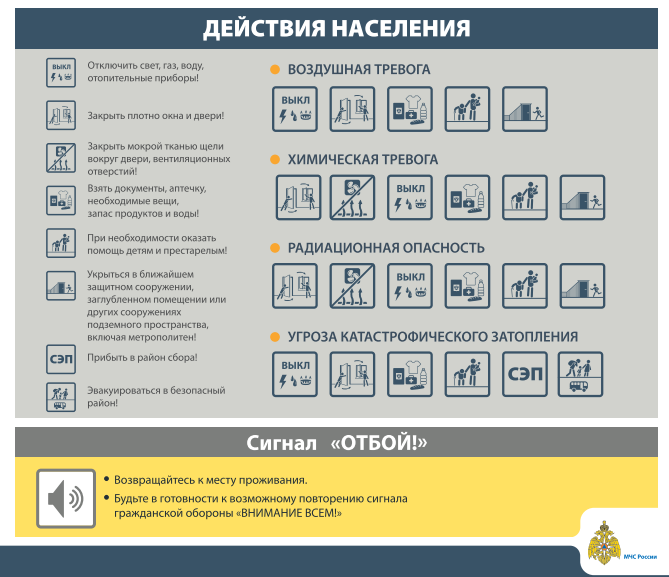 ДЕЙСТВИЯ НАСЕЛЕНИЯ
ВЫКЛ
Отключить свет, газ, воду,
отопительные приборы!
Закрыть плотно окна и двери!
Закрыть мокрой тканью щели
вокруг двери, вентиляционных
отверстий!
Взять документы, аптечку,
необходимые вещи,
запас продуктов и воды!
При необходимости оказать
помощь детям и престарелым!
Укрыться в ближайшем
защитном сооружении,
заглубленном помещении или
других сооружениях
подземного пространства,
включая метрополитен!
СЭП
Прибыть в район сбора!
Эвакуироваться в безопасный
район!
ВОЗДУШНАЯ ТРЕВОГА
ВЫКЛ
ХИМИЧЕСКАЯ ТРЕВОГА
ВЫКЛ
РАДИАЦИОННАЯ ОПАСНОСТЬ
ВЫКЛ
УГРОЗА КАТАСТРОФИЧЕСКОГО ЗАТОПЛЕНИЯ
ВЫКЛ
СЭП
Сигнал «ОТБОЙ!»
• Возвращайтесь к месту проживания.
• Будьте в готовности к возможному повторению сигнала
гражданской обороны «ВНИМАНИЕ ВСЕМ!»
МЧС России